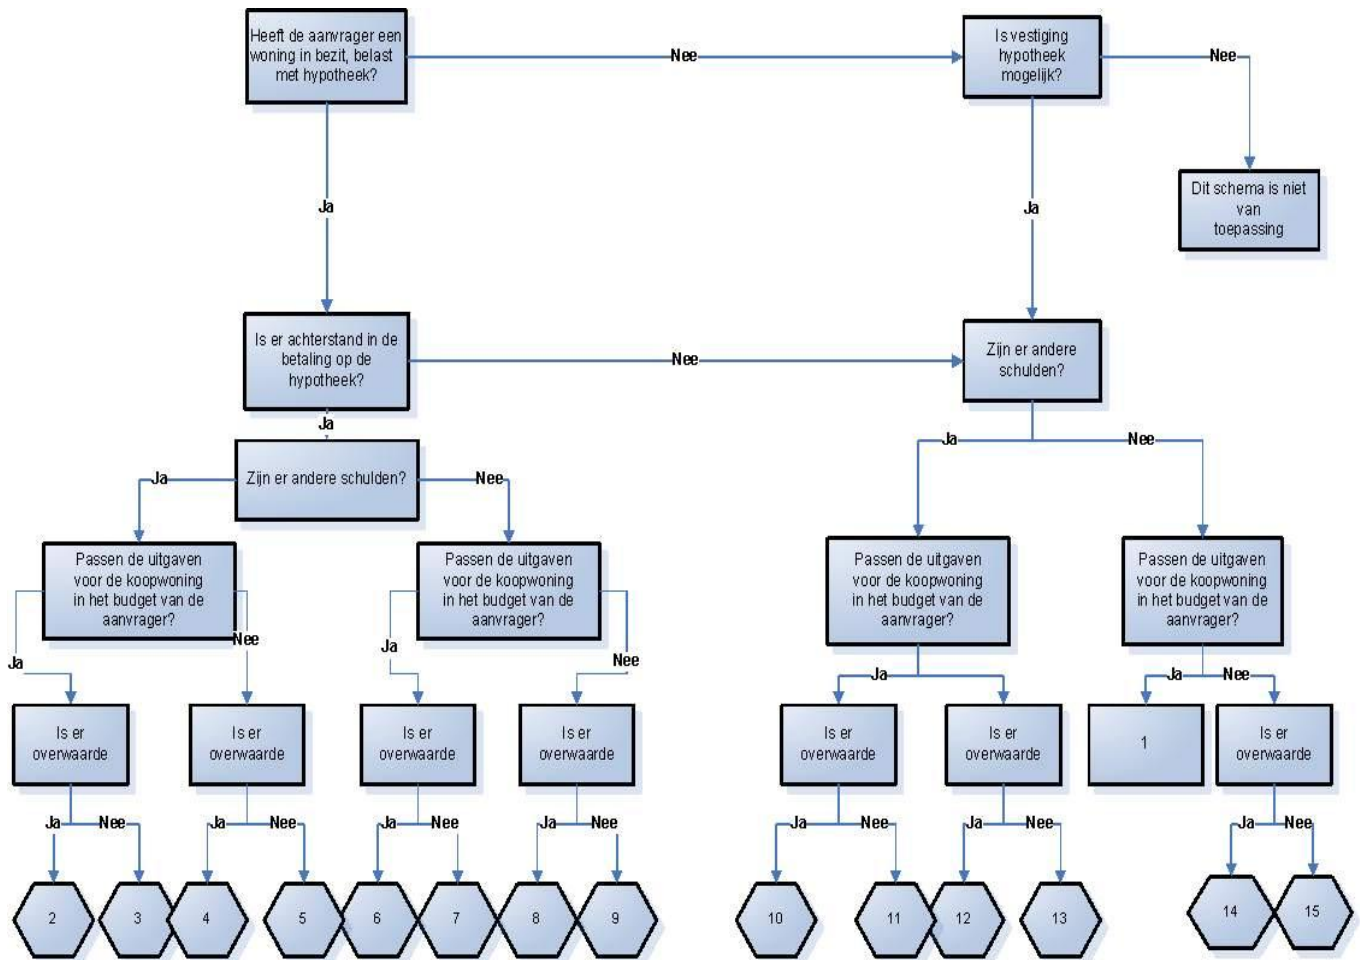 Heeft de aanvrager een
woning in bezit, belast
met hypotheek?
Nee
Is vestiging
hypotheek
mogelijk?
Nee
Dit schema is niet
van
toepassing
Ja
Ja
Is er achterstand in de
betaling op de
hypotheek?
Nee
Zijn er andere
schulden?
Ja
Ja
Nee
Zijn er andere schulden?
Ja
Nee
Passen de uitgaven
voor de koopwoning
in het budget van de
aanvrager?
Passen de uitgaven
voor de koopwoning
in het budget van de
aanvrager?
Passen de uitgaven
voor de koopwoning
in het budget van de
aanvrager?
Passen de uitgaven
voor de koopwoning
in het budget van de
aanvrager?
Ja
Nee
Ja
Nee
Ja
Ja
Nee
Is er
overwaarde
Is er
overwaarde
Is er
overwaarde
Is er
overwaarde
Is er
overwaarde
Is er
overwaarde
1
Is er
overwaarde
Ja
Nee
Ja
Nee
Ja
Nee
Ja
Nee
Ja
Nee
Ja
Nee
Ja
Nee
2
3
4
5
6
7
8
9
10
11
12
13
14
15